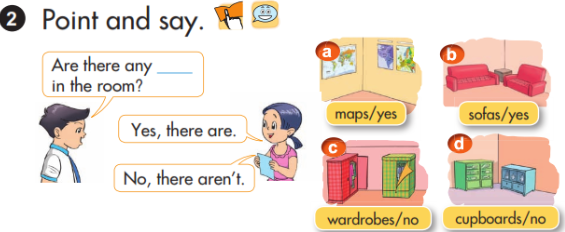 2 Point and say.
Are there any ____
in the room?
Yes, there are.
No, there aren't.
a
maps/yes
b
sofas/yes
c
wardrobes/no
d
cupboards/no